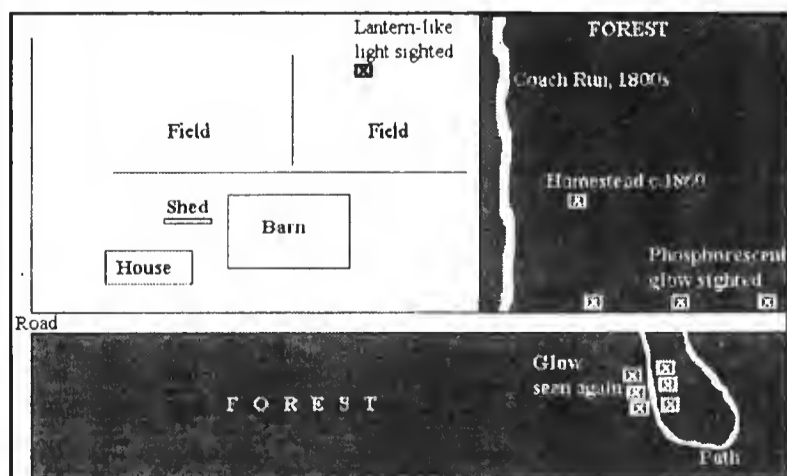 Lantern-like
light sighted
FOREST
Coach Run, 1800s
Field
Field
Homestead c.1860
Shed
Barn
House
Phosphorescent
glow sighted
Road
Glow
seen again
F O R E S T
Path